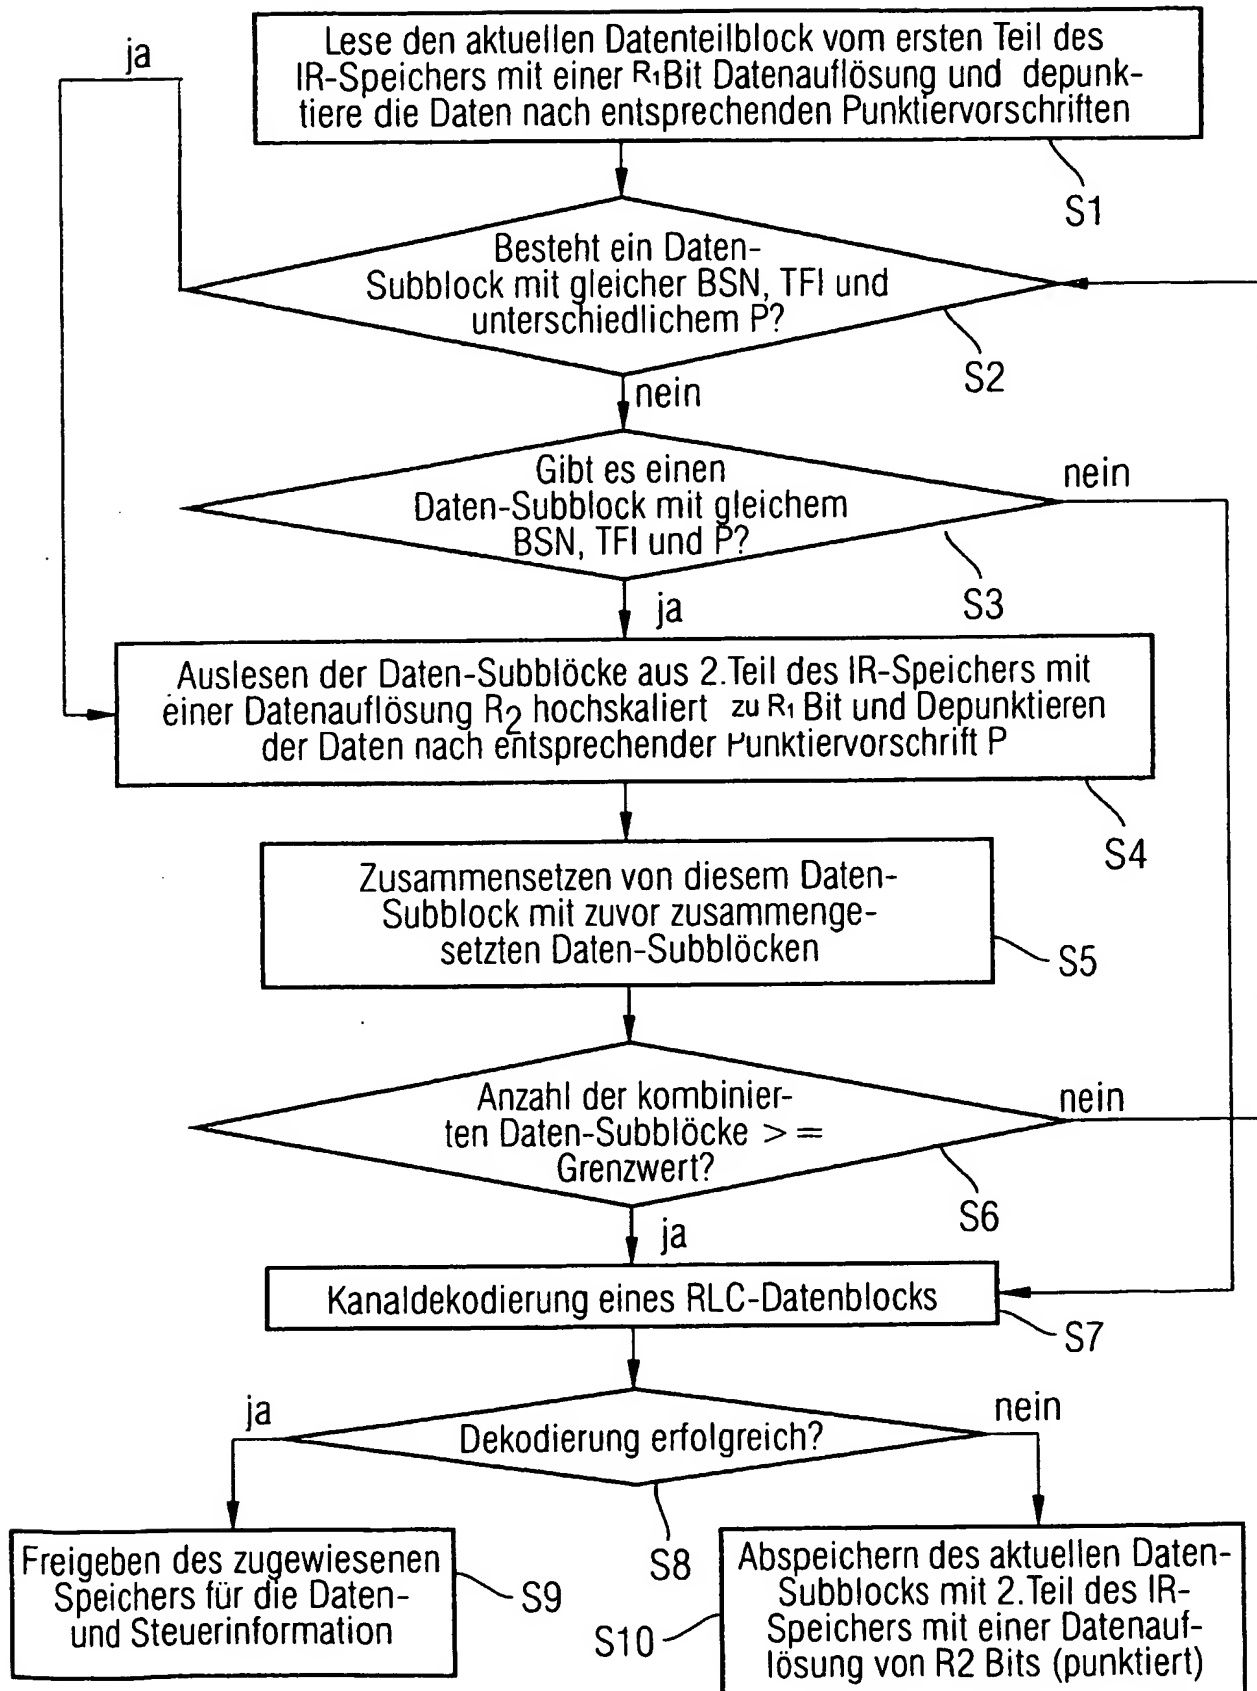 ja
Lese den aktuellen Datenteilblock vom ersten Teil des
IR-Speichers mit einer R1Bit Datenauflösung und depunk-
tiere die Daten nach entsprechenden Punktiervorschriften
S1
Besteht ein Daten-
Subblock mit gleicher BSN, TFI und
unterschiedlichem P?
S2
nein
Gibt es einen
Daten-Subblock mit gleichem
BSN, TFI und P?
nein
S3
ja
Auslesen der Daten-Subblöcke aus 2.Teil des IR-Speichers mit
einer Datenauflösung R2 hochskaliert zu R1 Bit und Depunktieren
der Daten nach entsprechender Punktiervorschrift P
S4
Zusammensetzen von diesem Daten-
Subblock mit zuvor zusammenge-
setzten Daten-Subblöcken
S5
Anzahl der kombinier-
ten Daten-Subblöcke >=
Grenzwert?
nein
S6
ja
Kanaldekodierung eines RLC-Datenblocks
S7
ja
Dekodierung erfolgreich?
nein
S8
Freigeben des zugewiesenen
Speichers für die Daten-
und Steuerinformation
S9
Abspeichern des aktuellen Daten-
Subblocks mit 2.Teil des IR-
Speichers mit einer Datenauf-
lösung von R2 Bits (punktiert)
S10